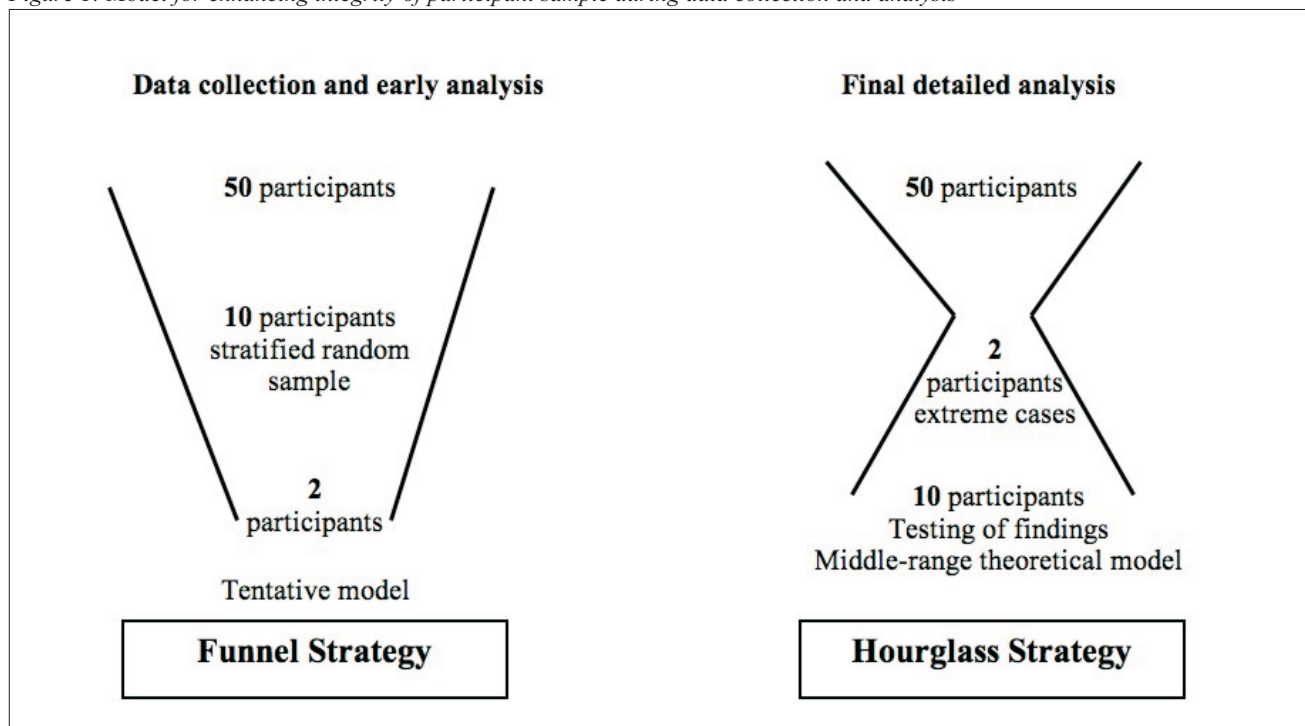 Figure 1. Model for enhancing integrity of participant sample during data collection and analysis
Data collection and early analysis
50 participants
10 participants
stratified random
sample
2
participants
Tentative model
Funnel Strategy
Final detailed analysis
50 participants
2
participants
extreme cases
10 participants
Testing of findings
Middle-range theoretical model
Hourglass Strategy